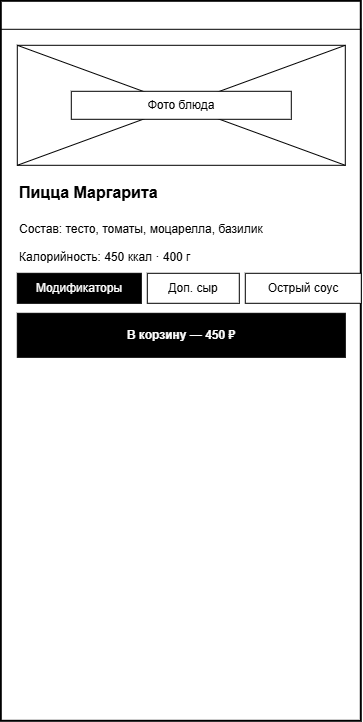 Фото блюда
Пицца Маргарита
Состав: тесто, томаты, моцарелла, базилик
Калорийность: 450 ккал · 400 г
Модификаторы Доп. сыр Острый соус
В корзину — 450 ₽